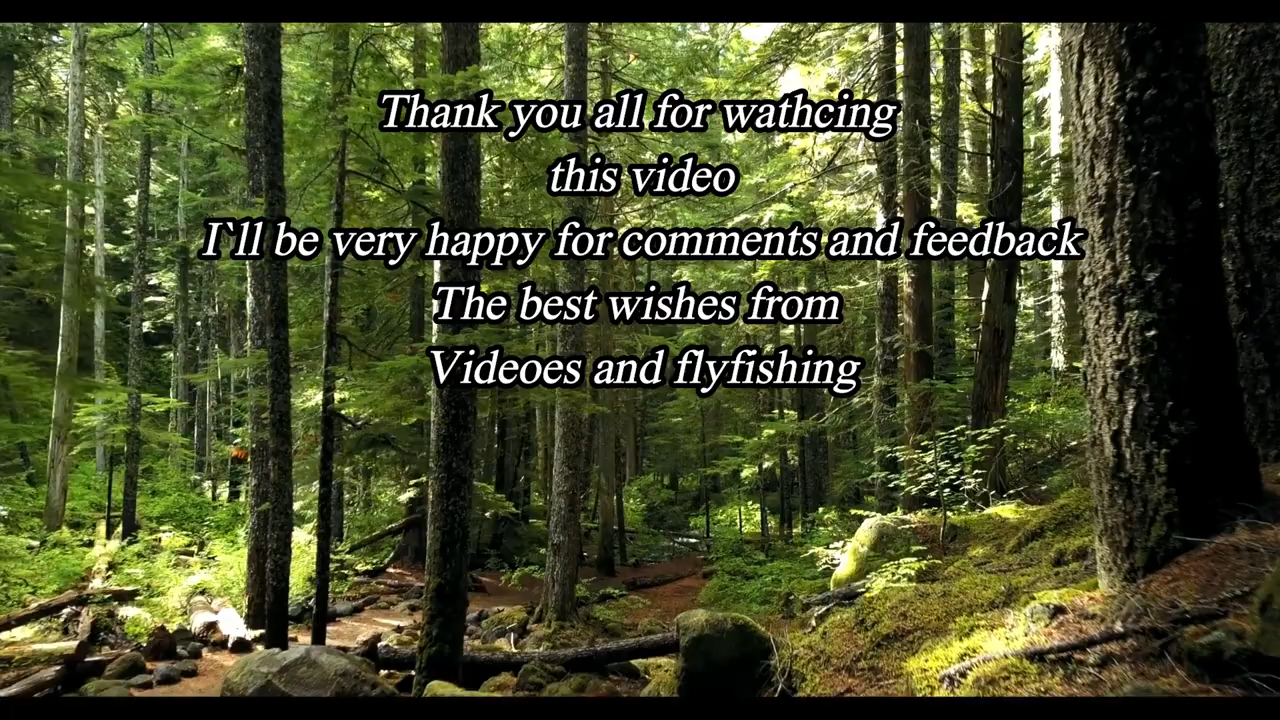 Thank you all for wathcing
this video
I`ll be very happy for comments and feedback
The best wishes from
Videoes and flyfishing